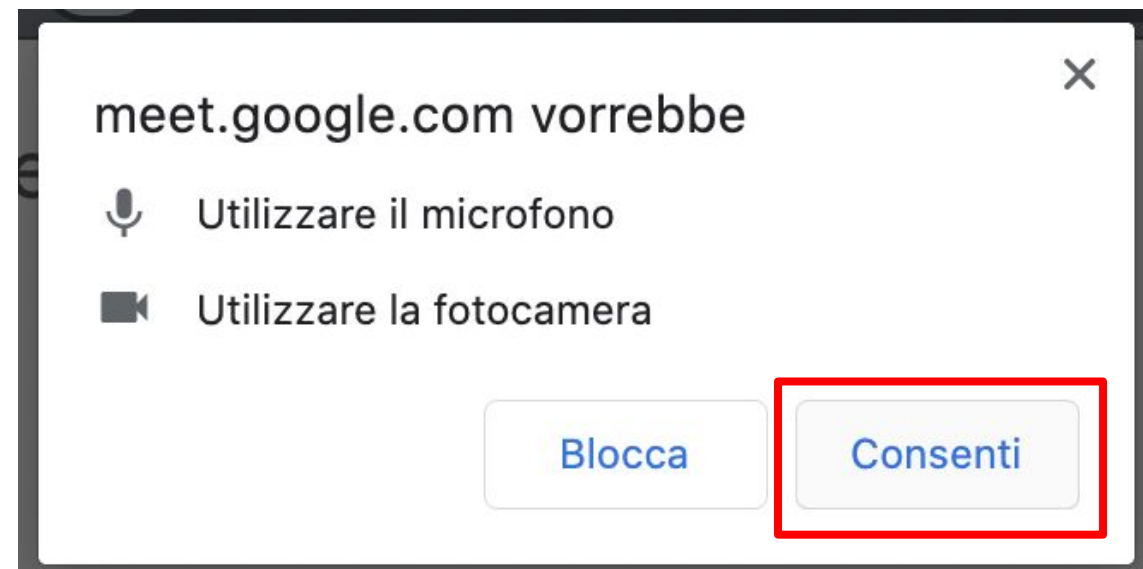 meet.google.com vorrebbe
Utilizzare il microfono
Utilizzare la fotocamera
Blocca
Consenti